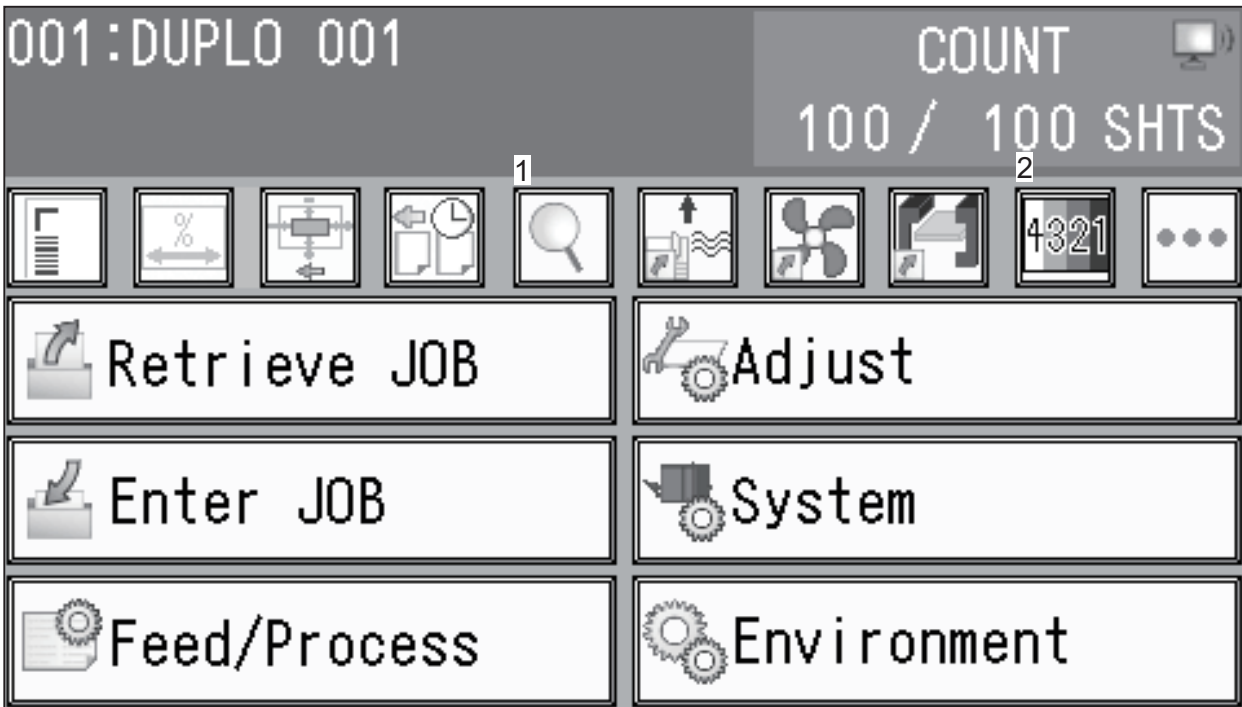 001:DUPLO 001
COUNT
100 / 100 SHTS
1
2
%
4321
Retrieve JOB
Adjust
Enter JOB
System
Feed/Process
Environment